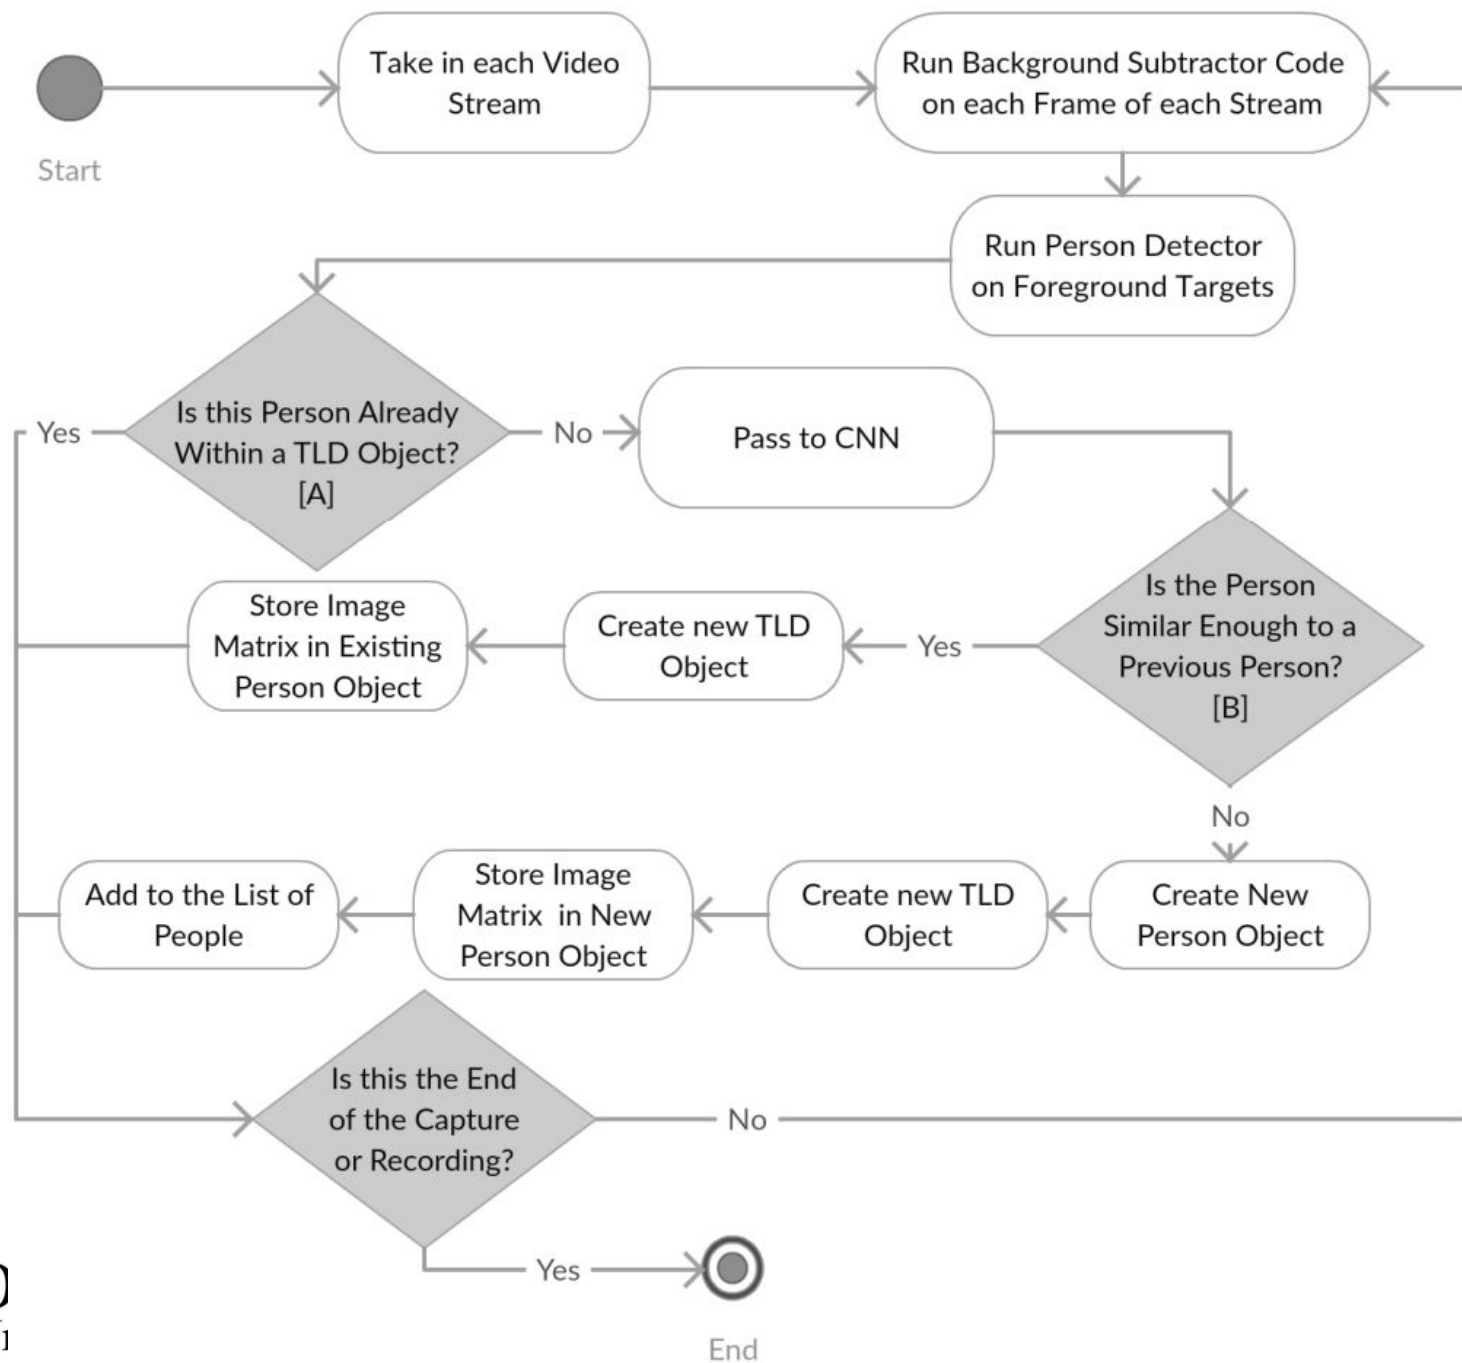 Take in each Video
Stream
Run Background Subtractor Code
on each Frame of each Stream
Start
Run Person Detector
on Foreground Targets
Is this Person Already
Within a TLD Object?
[A]
Yes
No
Pass to CNN
Is the Person
Similar Enough to a
Previous Person?
[B]
Yes
Create new TLD
Object
Store Image
Matrix in Existing
Person Object
No
Create New
Person Object
Create new TLD
Object
Store Image
Matrix in New
Person Object
Add to the List of
People
Is this the End
of the Capture
or Recording?
No
Yes
End